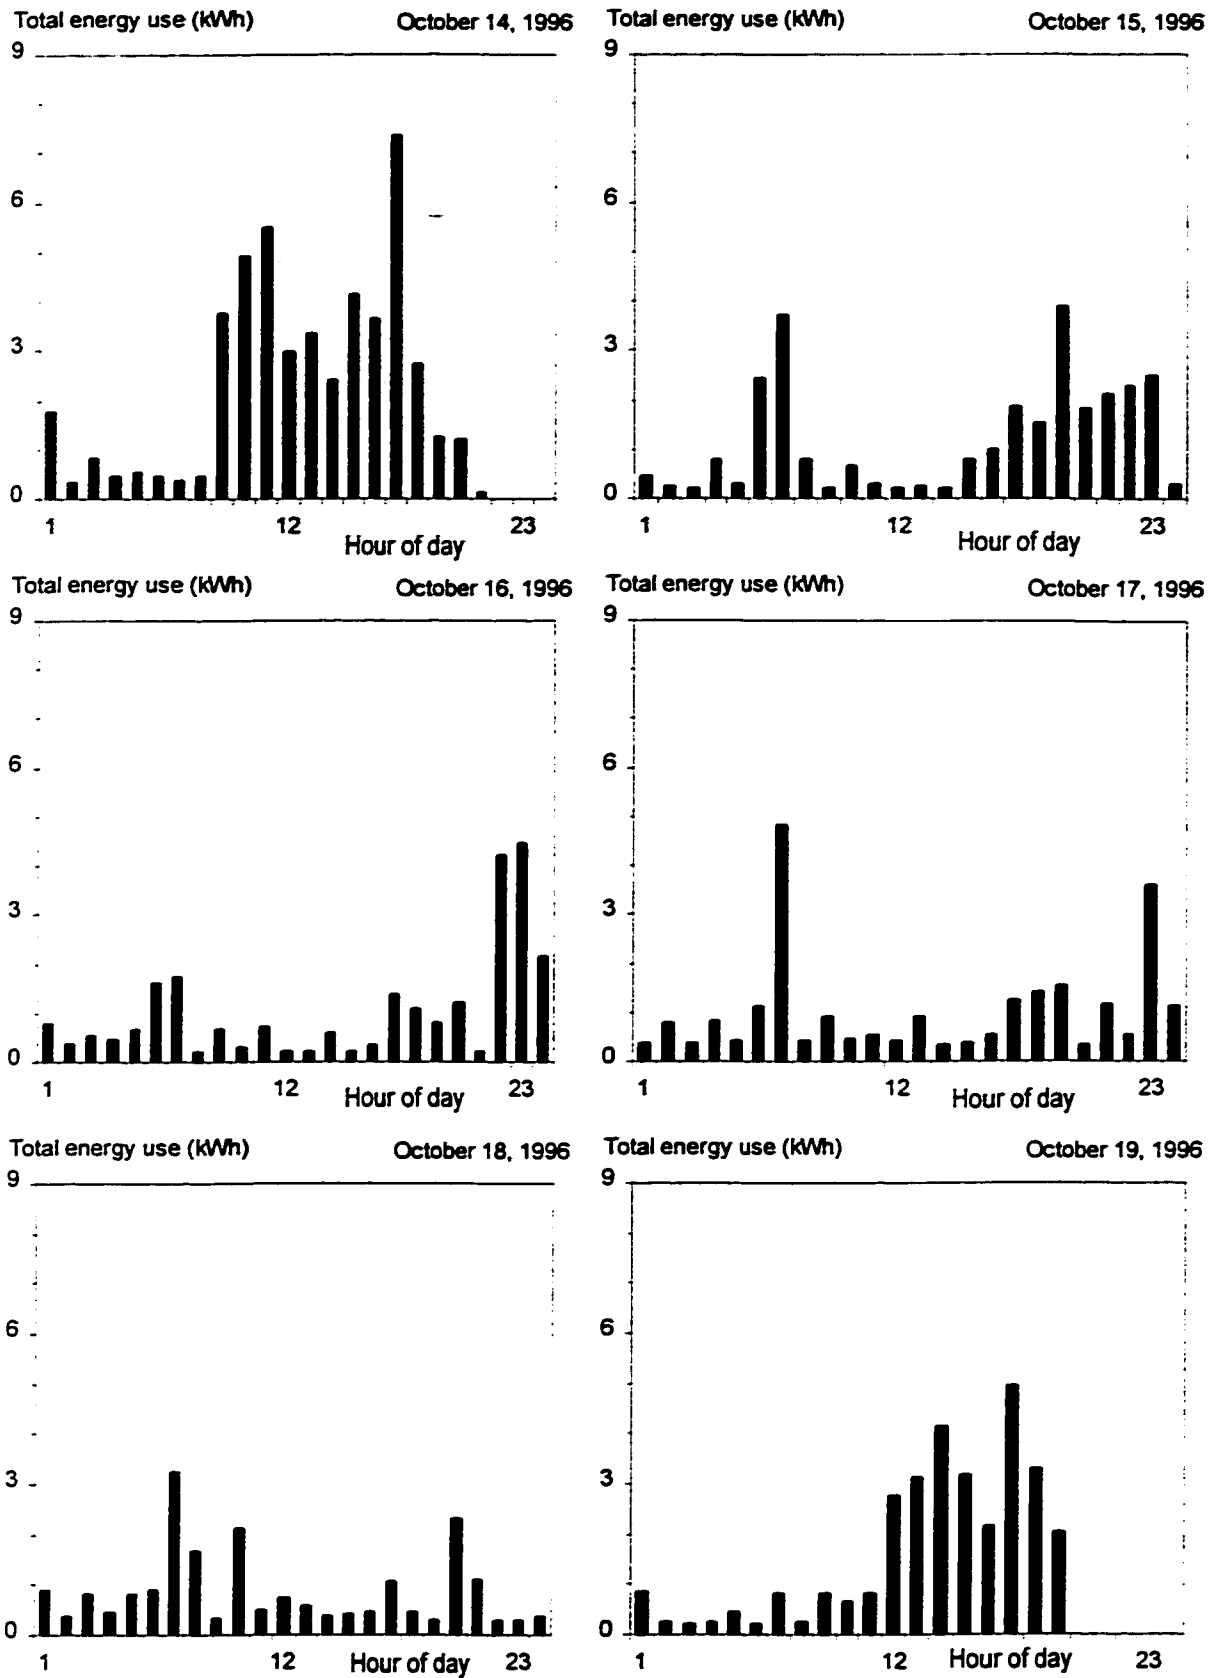 Total energy use (kWh) October 14, 1996
9
6
3
0
1 12 23
Hour of day
Total energy use (kWh) October 15, 1996
9
6
3
0
1 12 23
Hour of day
Total energy use (kWh) October 16, 1996
9
6
3
0
1 12 23
Hour of day
Total energy use (kWh) October 17, 1996
9
6
3
0
1 12 23
Hour of day
Total energy use (kWh) October 18, 1996
9
6
3
0
1 12 Hour of day 23
Total energy use (kWh) October 19, 1996
9
6
3
0
1 12 Hour of day 23